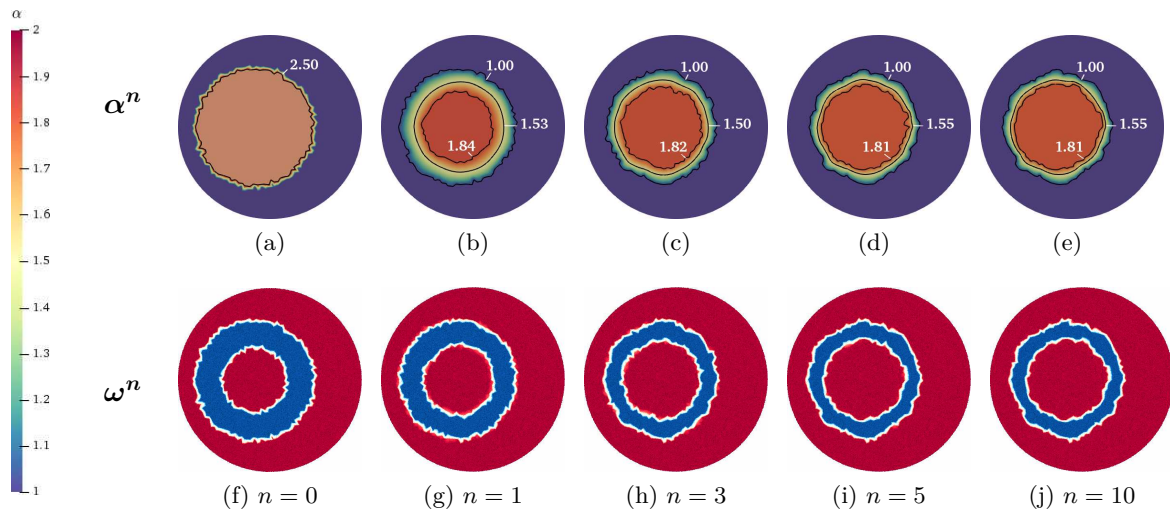 α
2
1.9
1.8
1.7
1.6
1.5
1.4
1.3
1.2
1.1
1
αⁿ
2.50
1.00
1.53
1.84
1.00
1.50
1.82
1.00
1.55
1.81
1.00
1.55
1.81
(a)
(b)
(c)
(d)
(e)
ωⁿ
(f) n = 0
(g) n = 1
(h) n = 3
(i) n = 5
(j) n = 10